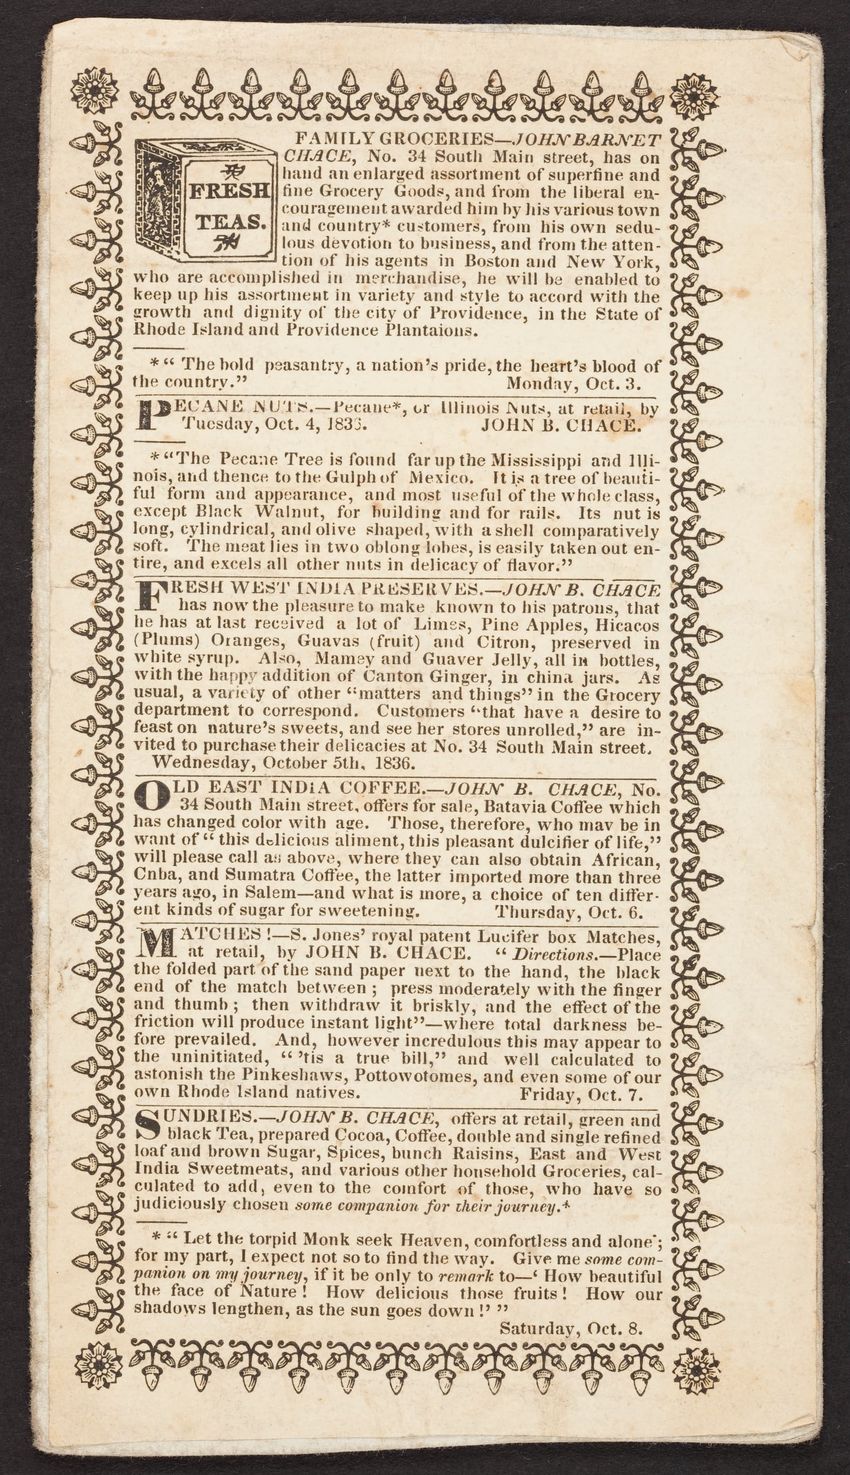 FAMILY GROCERIES—JOHN BARNET
CHACE, No. 34 South Main street, has on
hand an enlarged assortment of superfine and
FRESH
fine Grocery Goods, and from the liberal en-
couragement awarded him by his various town
TEAS.
and country* customers, from his own sedu-
lous devotion to business, and from the atten-
tion of his agents in Boston and New York,
who are accomplished in merchandise, he will be enabled to
keep up his assortment in variety and style to accord with the
growth and dignity of the city of Providence, in the State of
Rhode Island and Providence Plantaions.
* “ The bold peasantry, a nation's pride, the heart's blood of
the country.” Monday, Oct. 3.
PECANE NUTS.—Pecane*, or Illinois Nuts, at retail, by
Tuesday, Oct. 4, 1836. JOHN B. CHACE.
* “The Pecane Tree is found far up the Mississippi and Illi-
nois, and thence to the Gulph of Mexico. It is a tree of beauti-
ful form and appearance, and most useful of the whole class,
except Black Walnut, for building and for rails. Its nut is
long, cylindrical, and olive shaped, with a shell comparatively
soft. The meat lies in two oblong lobes, is easily taken out en-
tire, and excels all other nuts in delicacy of flavor.”
FRESH WEST INDIA PRESERVES.—JOHN B. CHACE
has now the pleasure to make known to his patrons, that
he has at last received a lot of Limes, Pine Apples, Hicacos
(Plums) Oranges, Guavas (fruit) and Citron, preserved in
white syrup. Also, Mamey and Guaver Jelly, all in bottles,
with the happy addition of Canton Ginger, in china jars. As
usual, a variety of other “matters and things” in the Grocery
department to correspond. Customers “that have a desire to
feast on nature's sweets, and see her stores unrolled,” are in-
vited to purchase their delicacies at No. 34 South Main street.
Wednesday, October 5th, 1836.
OLD EAST INDIA COFFEE.—JOHN B. CHACE, No.
34 South Main street, offers for sale, Batavia Coffee which
has changed color with age. Those, therefore, who may be in
want of “ this delicious aliment, this pleasant dulcifier of life,”
will please call as above, where they can also obtain African,
Cnba, and Sumatra Coffee, the latter imported more than three
years ago, in Salem—and what is more, a choice of ten differ-
ent kinds of sugar for sweetening. Thursday, Oct. 6.
MATCHES !—S. Jones' royal patent Lucifer box Matches,
at retail, by JOHN B. CHACE. “ Directions.—Place
the folded part of the sand paper next to the hand, the black
end of the match between ; press moderately with the finger
and thumb ; then withdraw it briskly, and the effect of the
friction will produce instant light”—where total darkness be-
fore prevailed. And, however incredulous this may appear to
the uninitiated, “ 'tis a true bill,” and well calculated to
astonish the Pinkeshaws, Pottowotomes, and even some of our
own Rhode Island natives. Friday, Oct. 7.
SUNDRIES.—JOHN B. CHACE, offers at retail, green and
black Tea, prepared Cocoa, Coffee, double and single refined
loaf and brown Sugar, Spices, bunch Raisins, East and West
India Sweetmeats, and various other household Groceries, cal-
culated to add, even to the comfort of those, who have so
judiciously chosen some companion for their journey.*
* “ Let the torpid Monk seek Heaven, comfortless and alone ;
for my part, I expect not so to find the way. Give me some com-
panion on my journey, if it be only to remark to—‘ How beautiful
the face of Nature ! How delicious those fruits ! How our
shadows lengthen, as the sun goes down !’ ”
Saturday, Oct. 8.